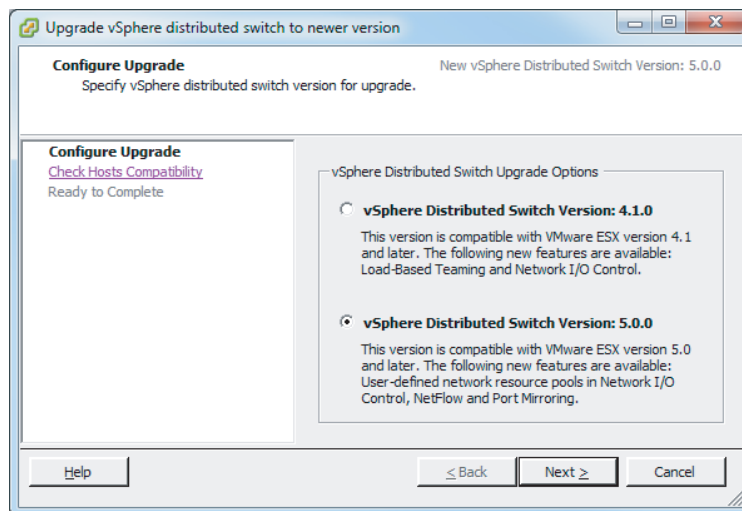 Upgrade vSphere distributed switch to newer version
Configure Upgrade
New vSphere Distributed Switch Version: 5.0.0
Specify vSphere distributed switch version for upgrade.
Configure Upgrade
Check Hosts Compatibility
Ready to Complete
vSphere Distributed Switch Upgrade Options
vSphere Distributed Switch Version: 4.1.0
This version is compatible with VMware ESX version 4.1
and later. The following new features are available:
Load-Based Teaming and Network I/O Control.
vSphere Distributed Switch Version: 5.0.0
This version is compatible with VMware ESX version 5.0
and later. The following new features are available:
User-defined network resource pools in Network I/O
Control, NetFlow and Port Mirroring.
Help
< Back
Next >
Cancel